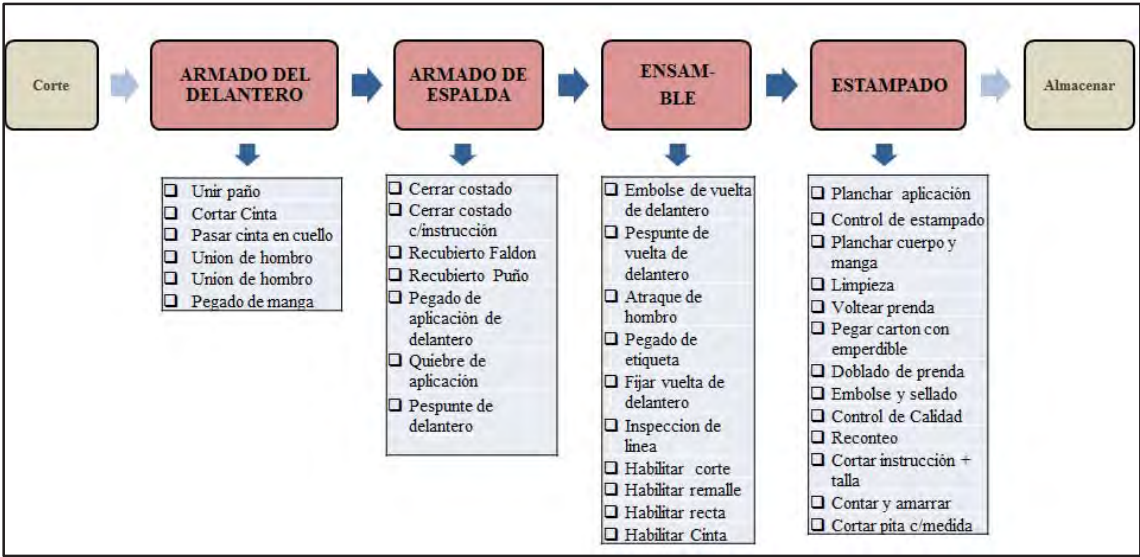 Corte
ARMADO DEL
DELANTERO
ARMADO DE
ESPALDA
ENSAM-
BLE
ESTAMPADO
Almacenar
❑ Unir paño
❑ Cortar Cinta
❑ Pasar cinta en cuello
❑ Union de hombro
❑ Union de hombro
❑ Pegado de manga
❑ Cerrar costado
❑ Cerrar costado
c/instrucción
❑ Recubierto Faldon
❑ Recubierto Puño
❑ Pegado de
aplicación de
delantero
❑ Quiebre de
aplicación
❑ Pespunte de
delantero
❑ Embolse de vuelta
de delantero
❑ Pespunte de
vuelta de
delantero
❑ Atraque de
hombro
❑ Pegado de
etiqueta
❑ Fijar vuelta de
delantero
❑ Inspeccion de
linea
❑ Habilitar corte
❑ Habilitar remalle
❑ Habilitar recta
❑ Habilitar Cinta
❑ Planchar aplicación
❑ Control de estampado
❑ Planchar cuerpo y
manga
❑ Limpieza
❑ Voltear prenda
❑ Pegar carton con
emperdible
❑ Doblado de prenda
❑ Embolse y sellado
❑ Control de Calidad
❑ Reconteo
❑ Cortar instrucción +
talla
❑ Contar y amarrar
❑ Cortar pita c/medida